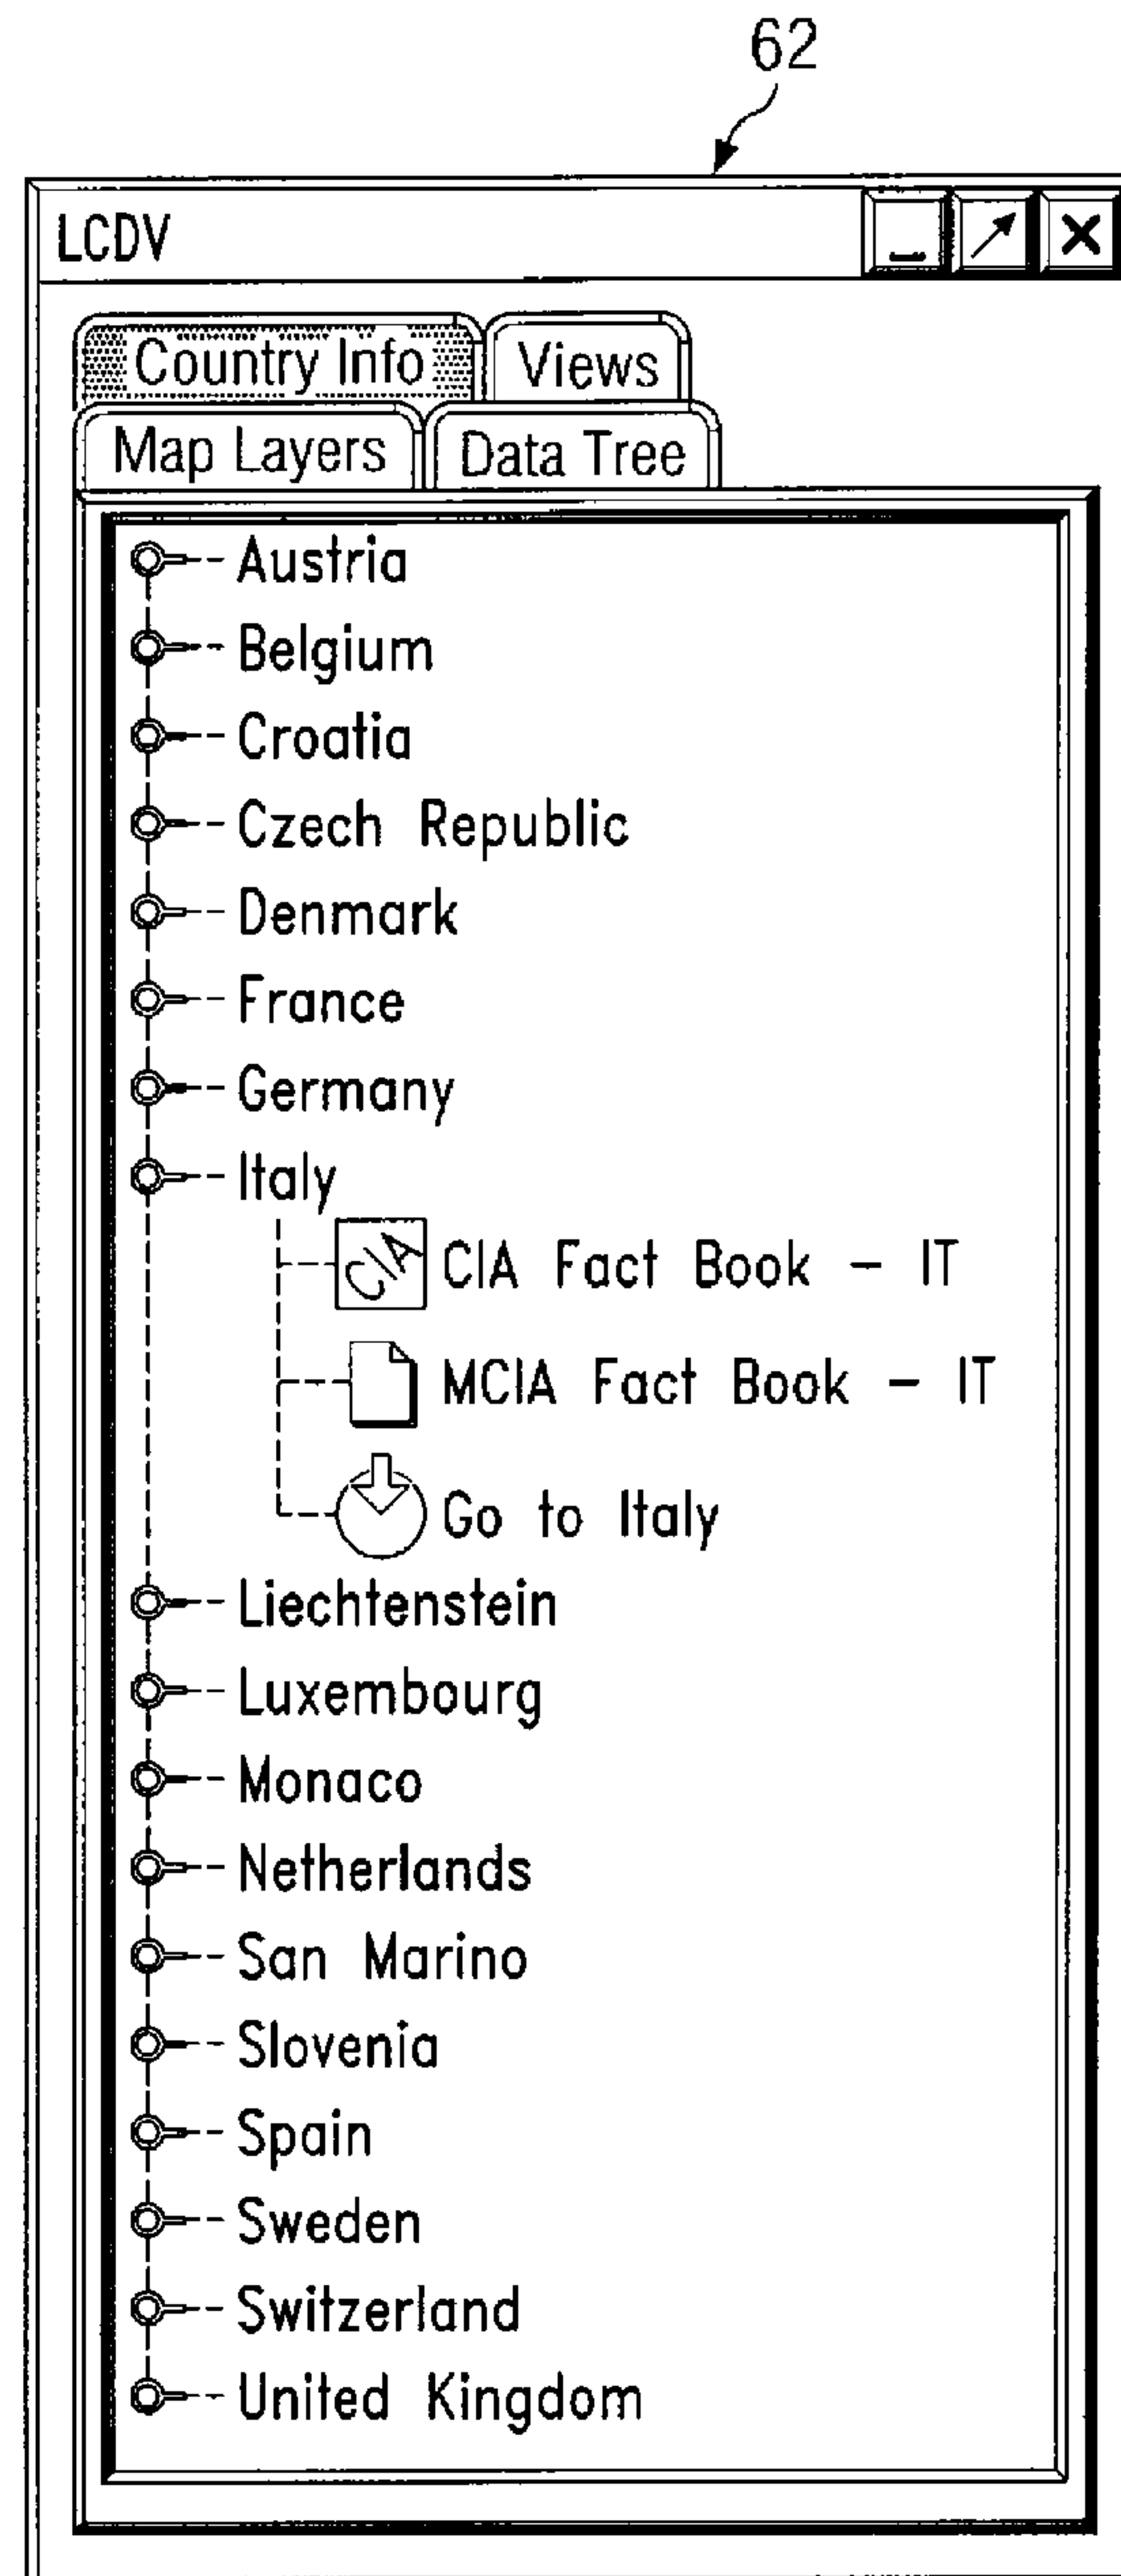 62
LCDV
Country Info Views
Map Layers Data Tree
Austria
Belgium
Croatia
Czech Republic
Denmark
France
Germany
Italy
CIA CIA Fact Book - IT
MCIA Fact Book - IT
Go to Italy
Liechtenstein
Luxembourg
Monaco
Netherlands
San Marino
Slovenia
Spain
Sweden
Switzerland
United Kingdom